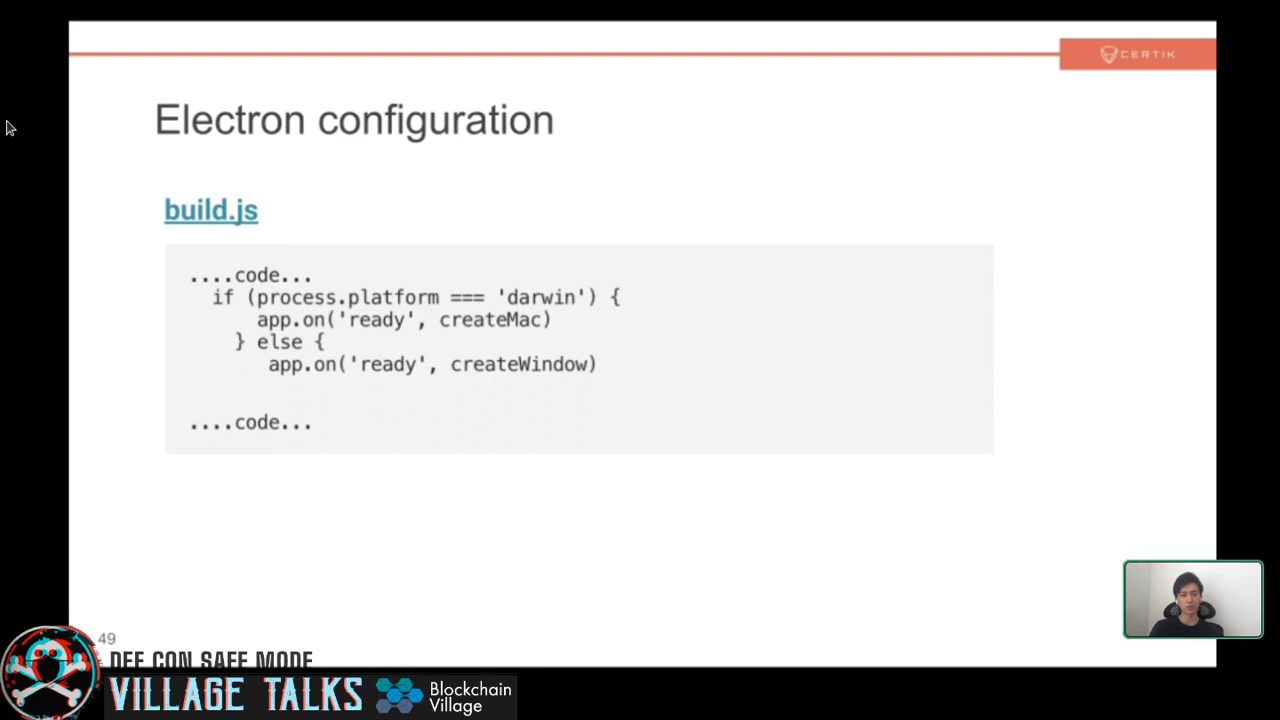 CERTIK
Electron configuration
build.js
....code...
if (process.platform === 'darwin') {
app.on('ready', createMac)
} else {
app.on('ready', createWindow)
....code...
49
DEF CON SAFE MODE
VILLAGE TALKS
Blockchain
Village